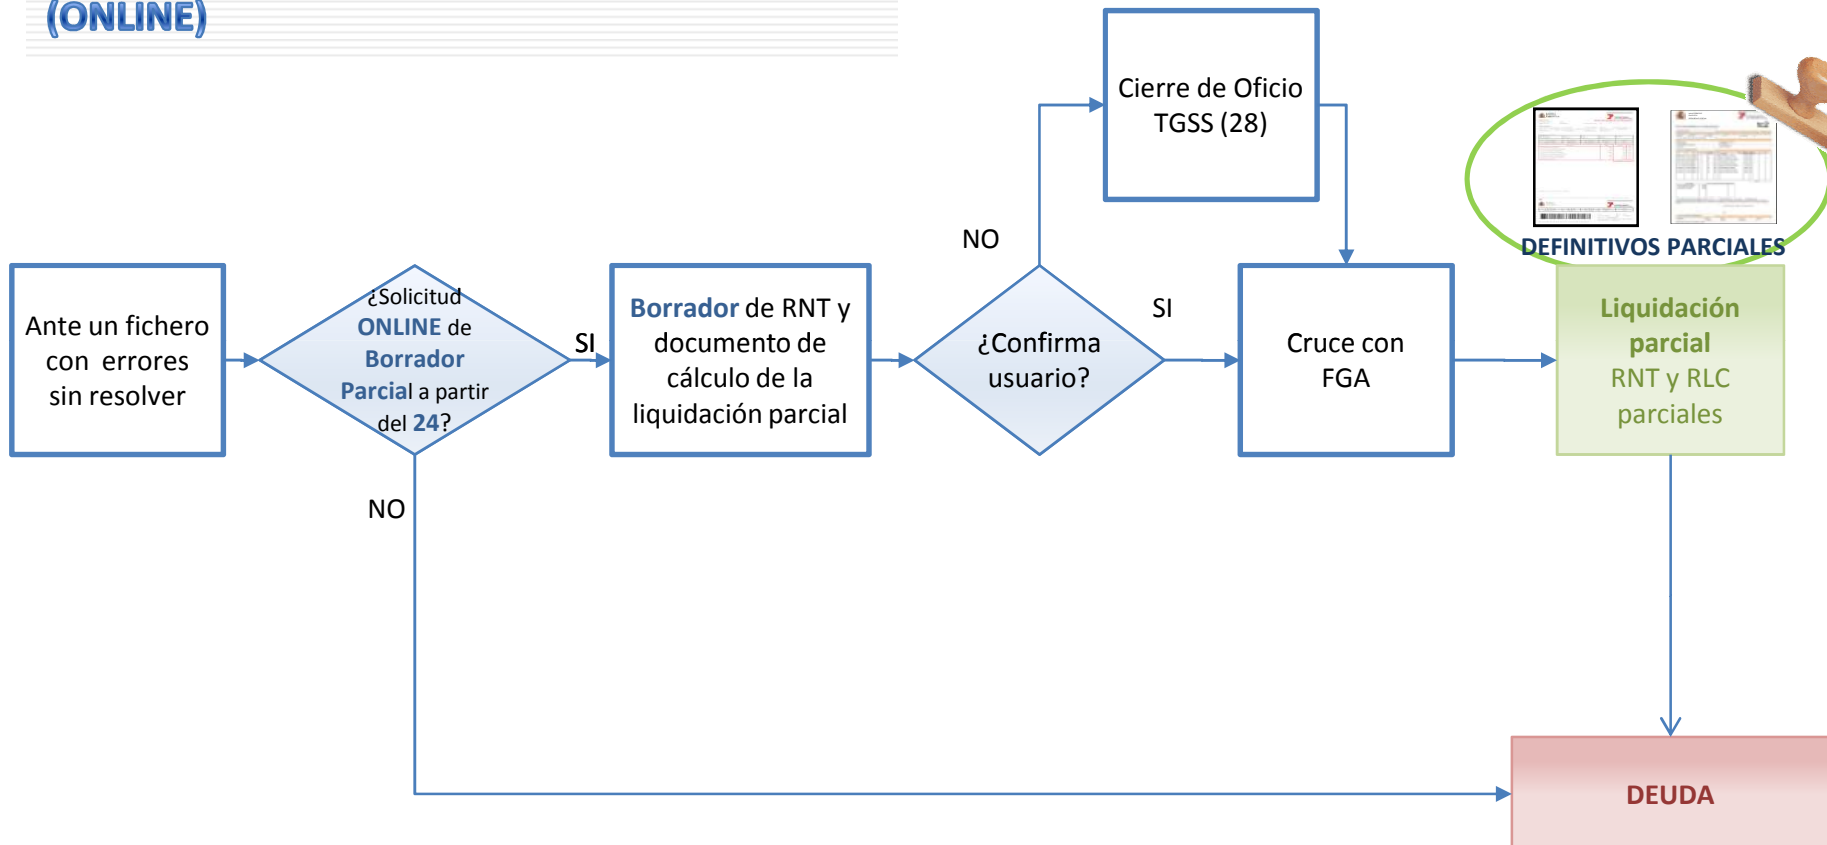 (ONLINE)
Cierre de Oficio
TGSS (28)
DEFINITIVOS PARCIALES
NO
Ante un fichero
con errores
sin resolver
¿Solicitud
ONLINE de
Borrador
Parcial a partir
del 24?
SI
Borrador de RNT y
documento de
cálculo de la
liquidación parcial
¿Confirma
usuario?
SI
Cruce con
FGA
Liquidación
parcial
RNT y RLC
parciales
NO
DEUDA